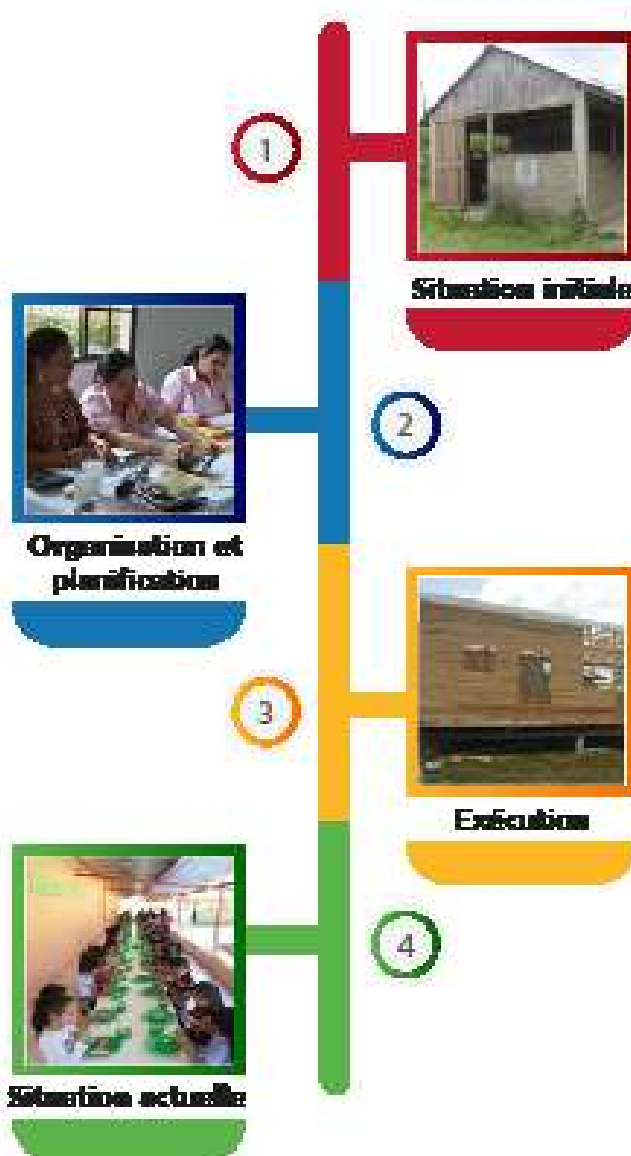 1
Situation initiale
2
Organisation et
planification
3
Exécution
4
Situation actuelle